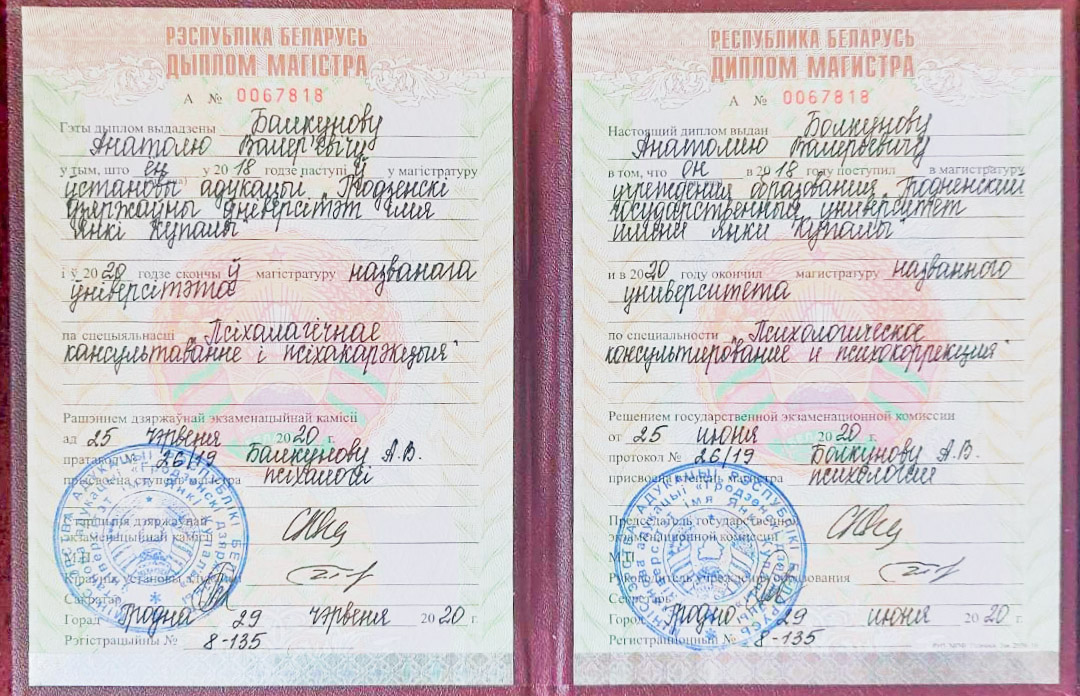 РЭСПУБЛІКА БЕЛАРУСЬ
ДЫПЛОМ МАГІСТРА
А № 0067818
Гэты дыплом выдадзены Балкунову
Анатолю Валер'евічу
у тым, што ён у 2018 годзе паступіў у магістратуру
установы адукацыі „Гродзенскі
дзяржаўны ўніверсітэт імя
Янкі Купалы"
і ў 2020 годзе скончыў магістратуру названага
ўніверсітэта
па спецыяльнасці „Псіхалагічнае
кансультаванне і псіхакарэкцыя"
Рашэннем дзяржаўнай экзаменацыйнай камісіі
ад 25 чэрвеня 2020 г.
пратакол № 26/19 Балкунову А.В.
прысвоена ступень магістра псіхалогіі
Старшыня дзяржаўнай
экзаменацыйнай камісіі
М.П.
Кіраўнік установы адукацыі
Сакратар
Горад Гродна 29 чэрвеня 2020 г.
Рэгістрацыйны № 8-135
РЕСПУБЛИКА БЕЛАРУСЬ
ДИПЛОМ МАГИСТРА
А № 0067818
Настоящий диплом выдан Болкунову
Анатолию Валерьевичу
в том, что он в 2018 году поступил в магистратуру
учреждения образования „Гродненский
государственный университет
имени Янки Купалы"
и в 2020 году окончил магистратуру названного
университета
по специальности „Психологическое
консультирование и психокоррекция"
Решением государственной экзаменационной комиссии
от 25 июня 2020 г.
протокол № 26/19 Болкунову А.В.
присвоена степень магистра психологии
Председатель государственной
экзаменационной комиссии
М.П.
Руководитель учреждения образования
Секретарь
Город Гродно 29 июня 2020 г.
Регистрационный № 8-135